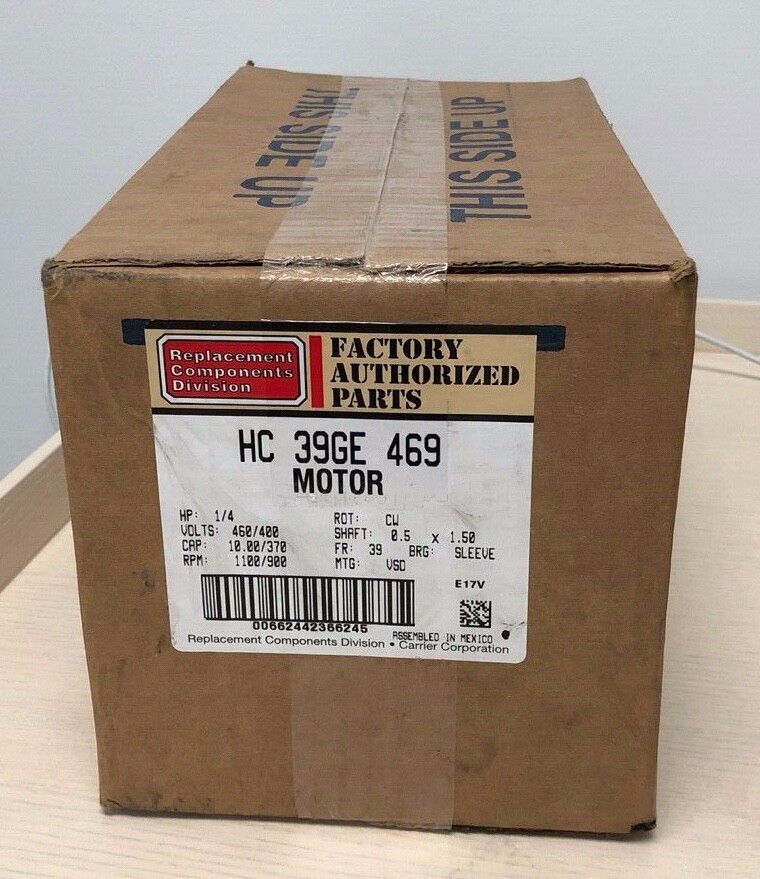 THIS SIDE UP
THIS SIDE UP
Replacement
Components
Division
FACTORY
AUTHORIZED
PARTS
HC 39GE 469
MOTOR
HP: 1/4
VOLTS: 460/400
CAP: 10.00/370
RPM: 1100/900
ROT: CW
SHAFT: 0.5 x 1.50
FR: 39 BRG: SLEEVE
MTG: VSD
E17V
00662442366245
ASSEMBLED IN MEXICO
Replacement Components Division • Carrier Corporation